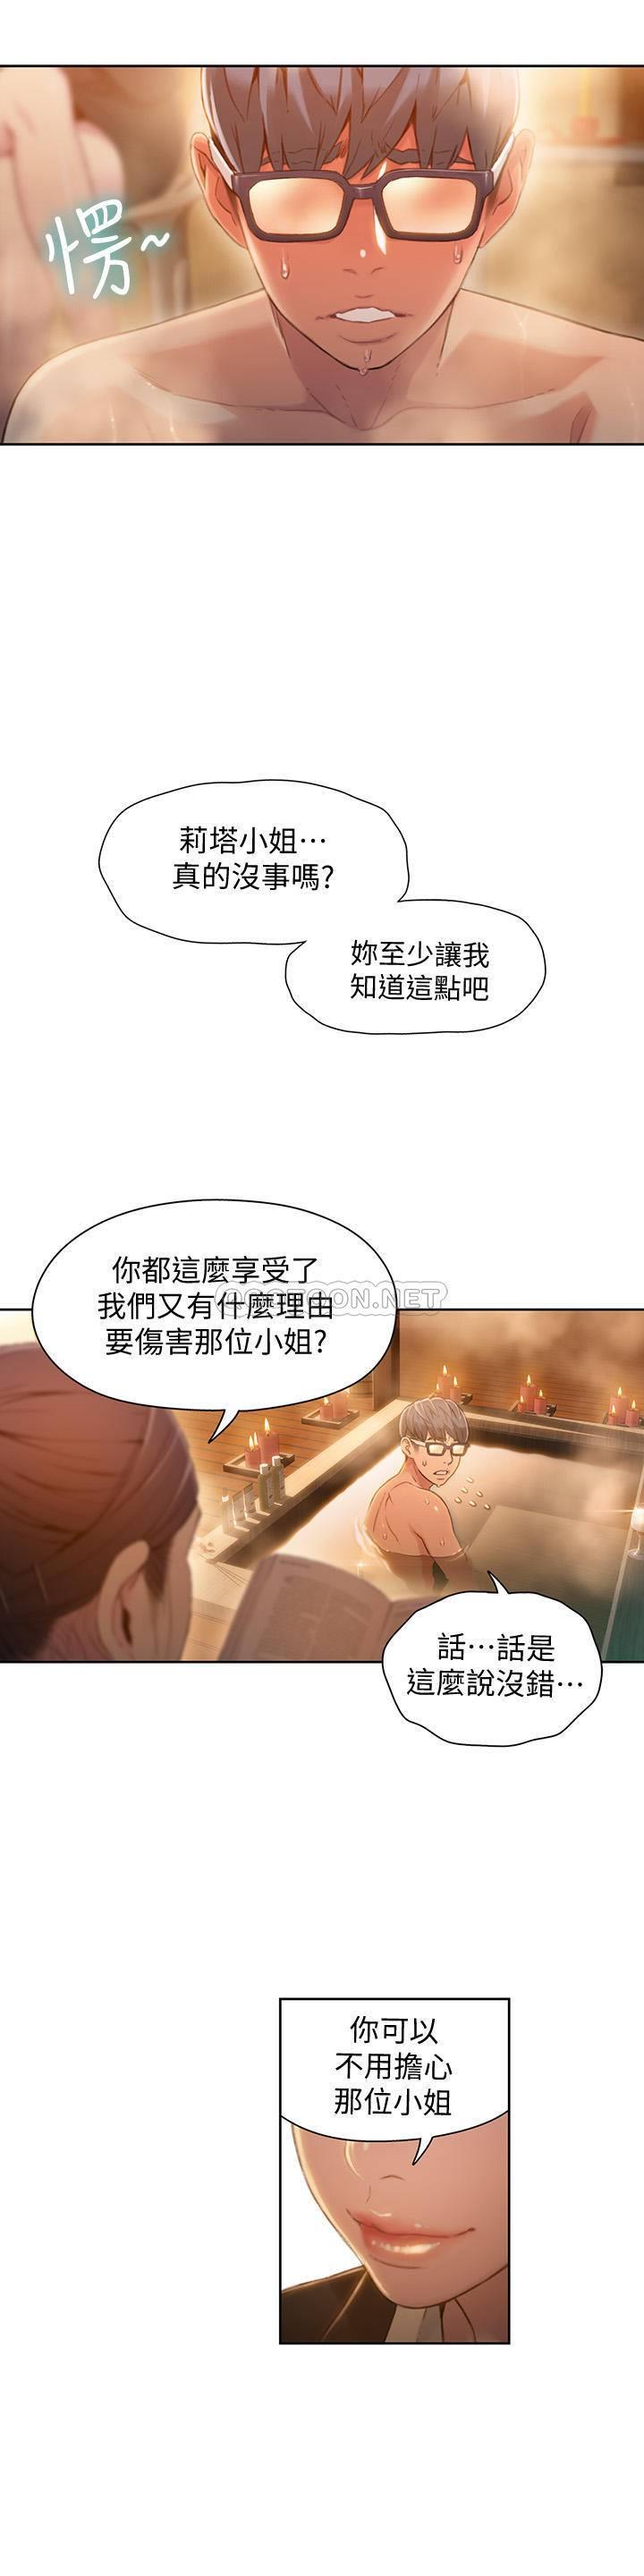 愣~
莉塔小姐⋯
真的沒事嗎?
妳至少讓我
知道這點吧
你都這麼享受了
我們又有什麼理由
要傷害那位小姐?
話⋯話是
這麼說沒錯⋯
你可以
不用擔心
那位小姐